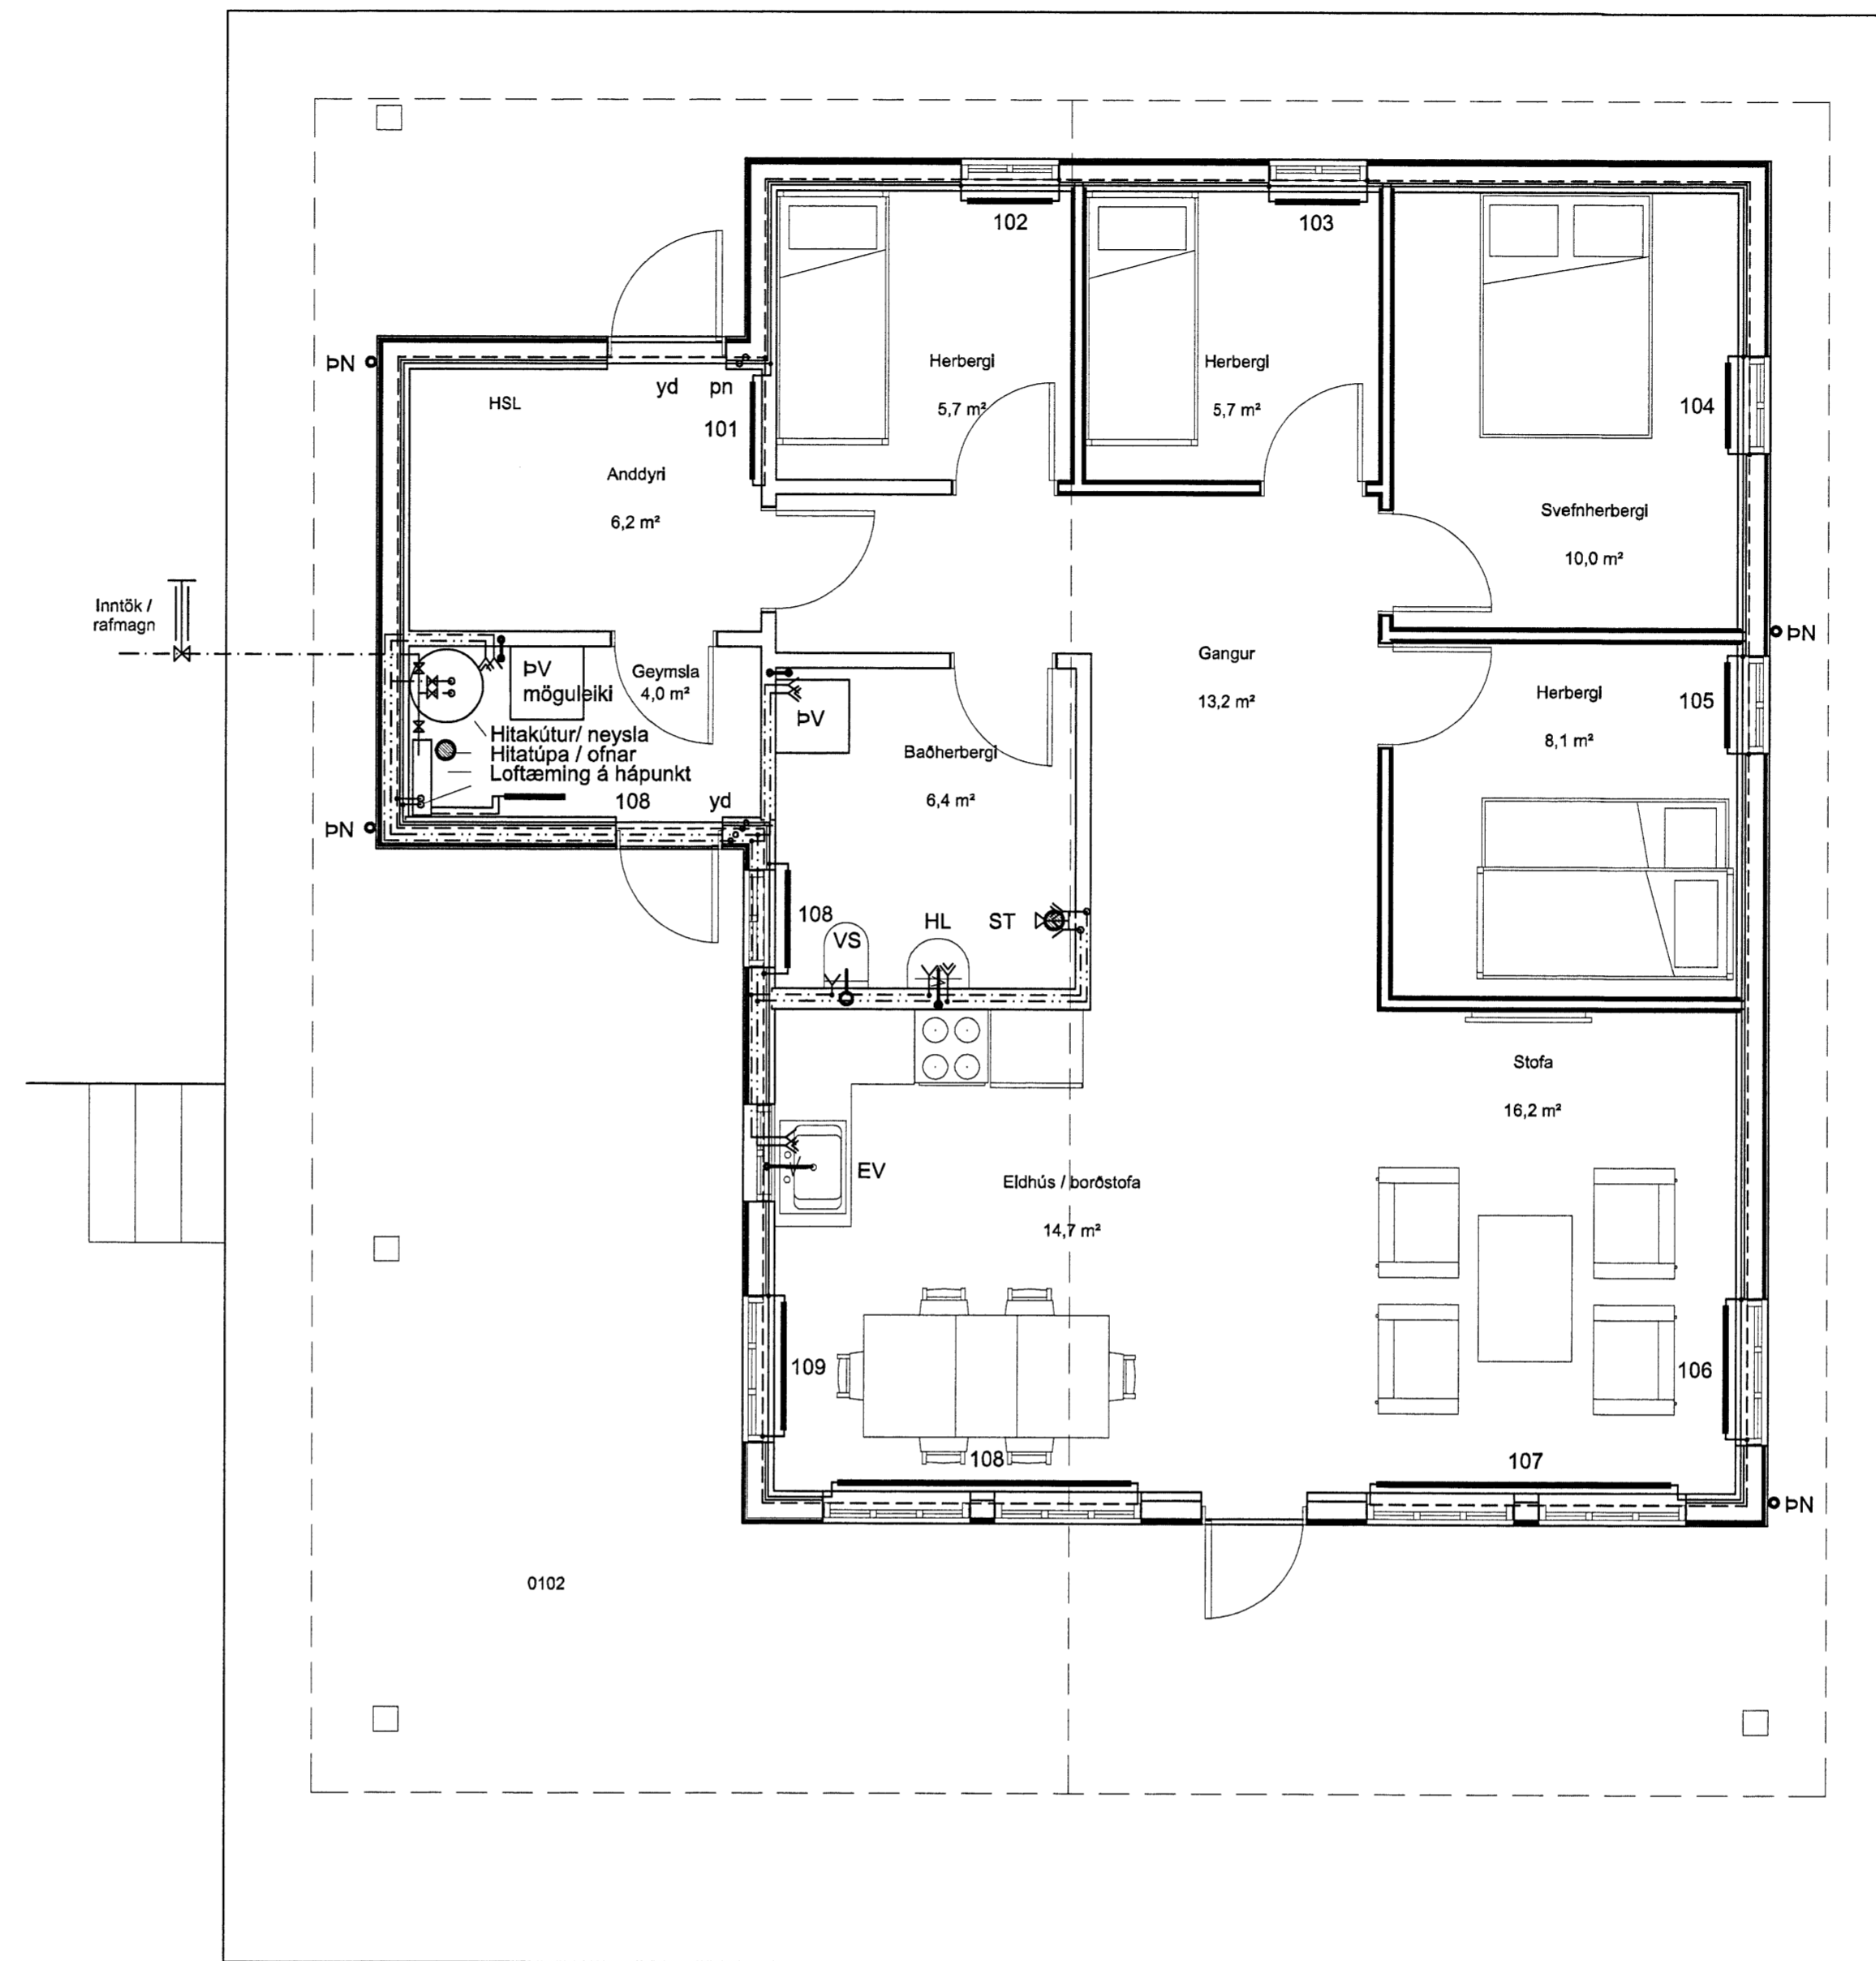 102
103
ÞN
Herbergi
5,7 m²
Herbergi
5,7 m²
yd
pn
HSL
101
104
Anddyri
6,2 m²
Svefnherbergi
10,0 m²
Inntök /
rafmagn
ÞN
Gangur
13,2 m²
ÞV
möguleiki
Geymsla
4,0 m²
Herbergi
8,1 m²
105
ÞV
Hitakútur/ neysla
Hitatúpa / ofnar
Loftæming á hápunkt
Baðherbergi
6,4 m²
108
yd
ÞN
108
VS
HL
ST
Stofa
16,2 m²
EV
Eldhús / borðstofa
14,7 m²
109
106
108
107
ÞN
0102